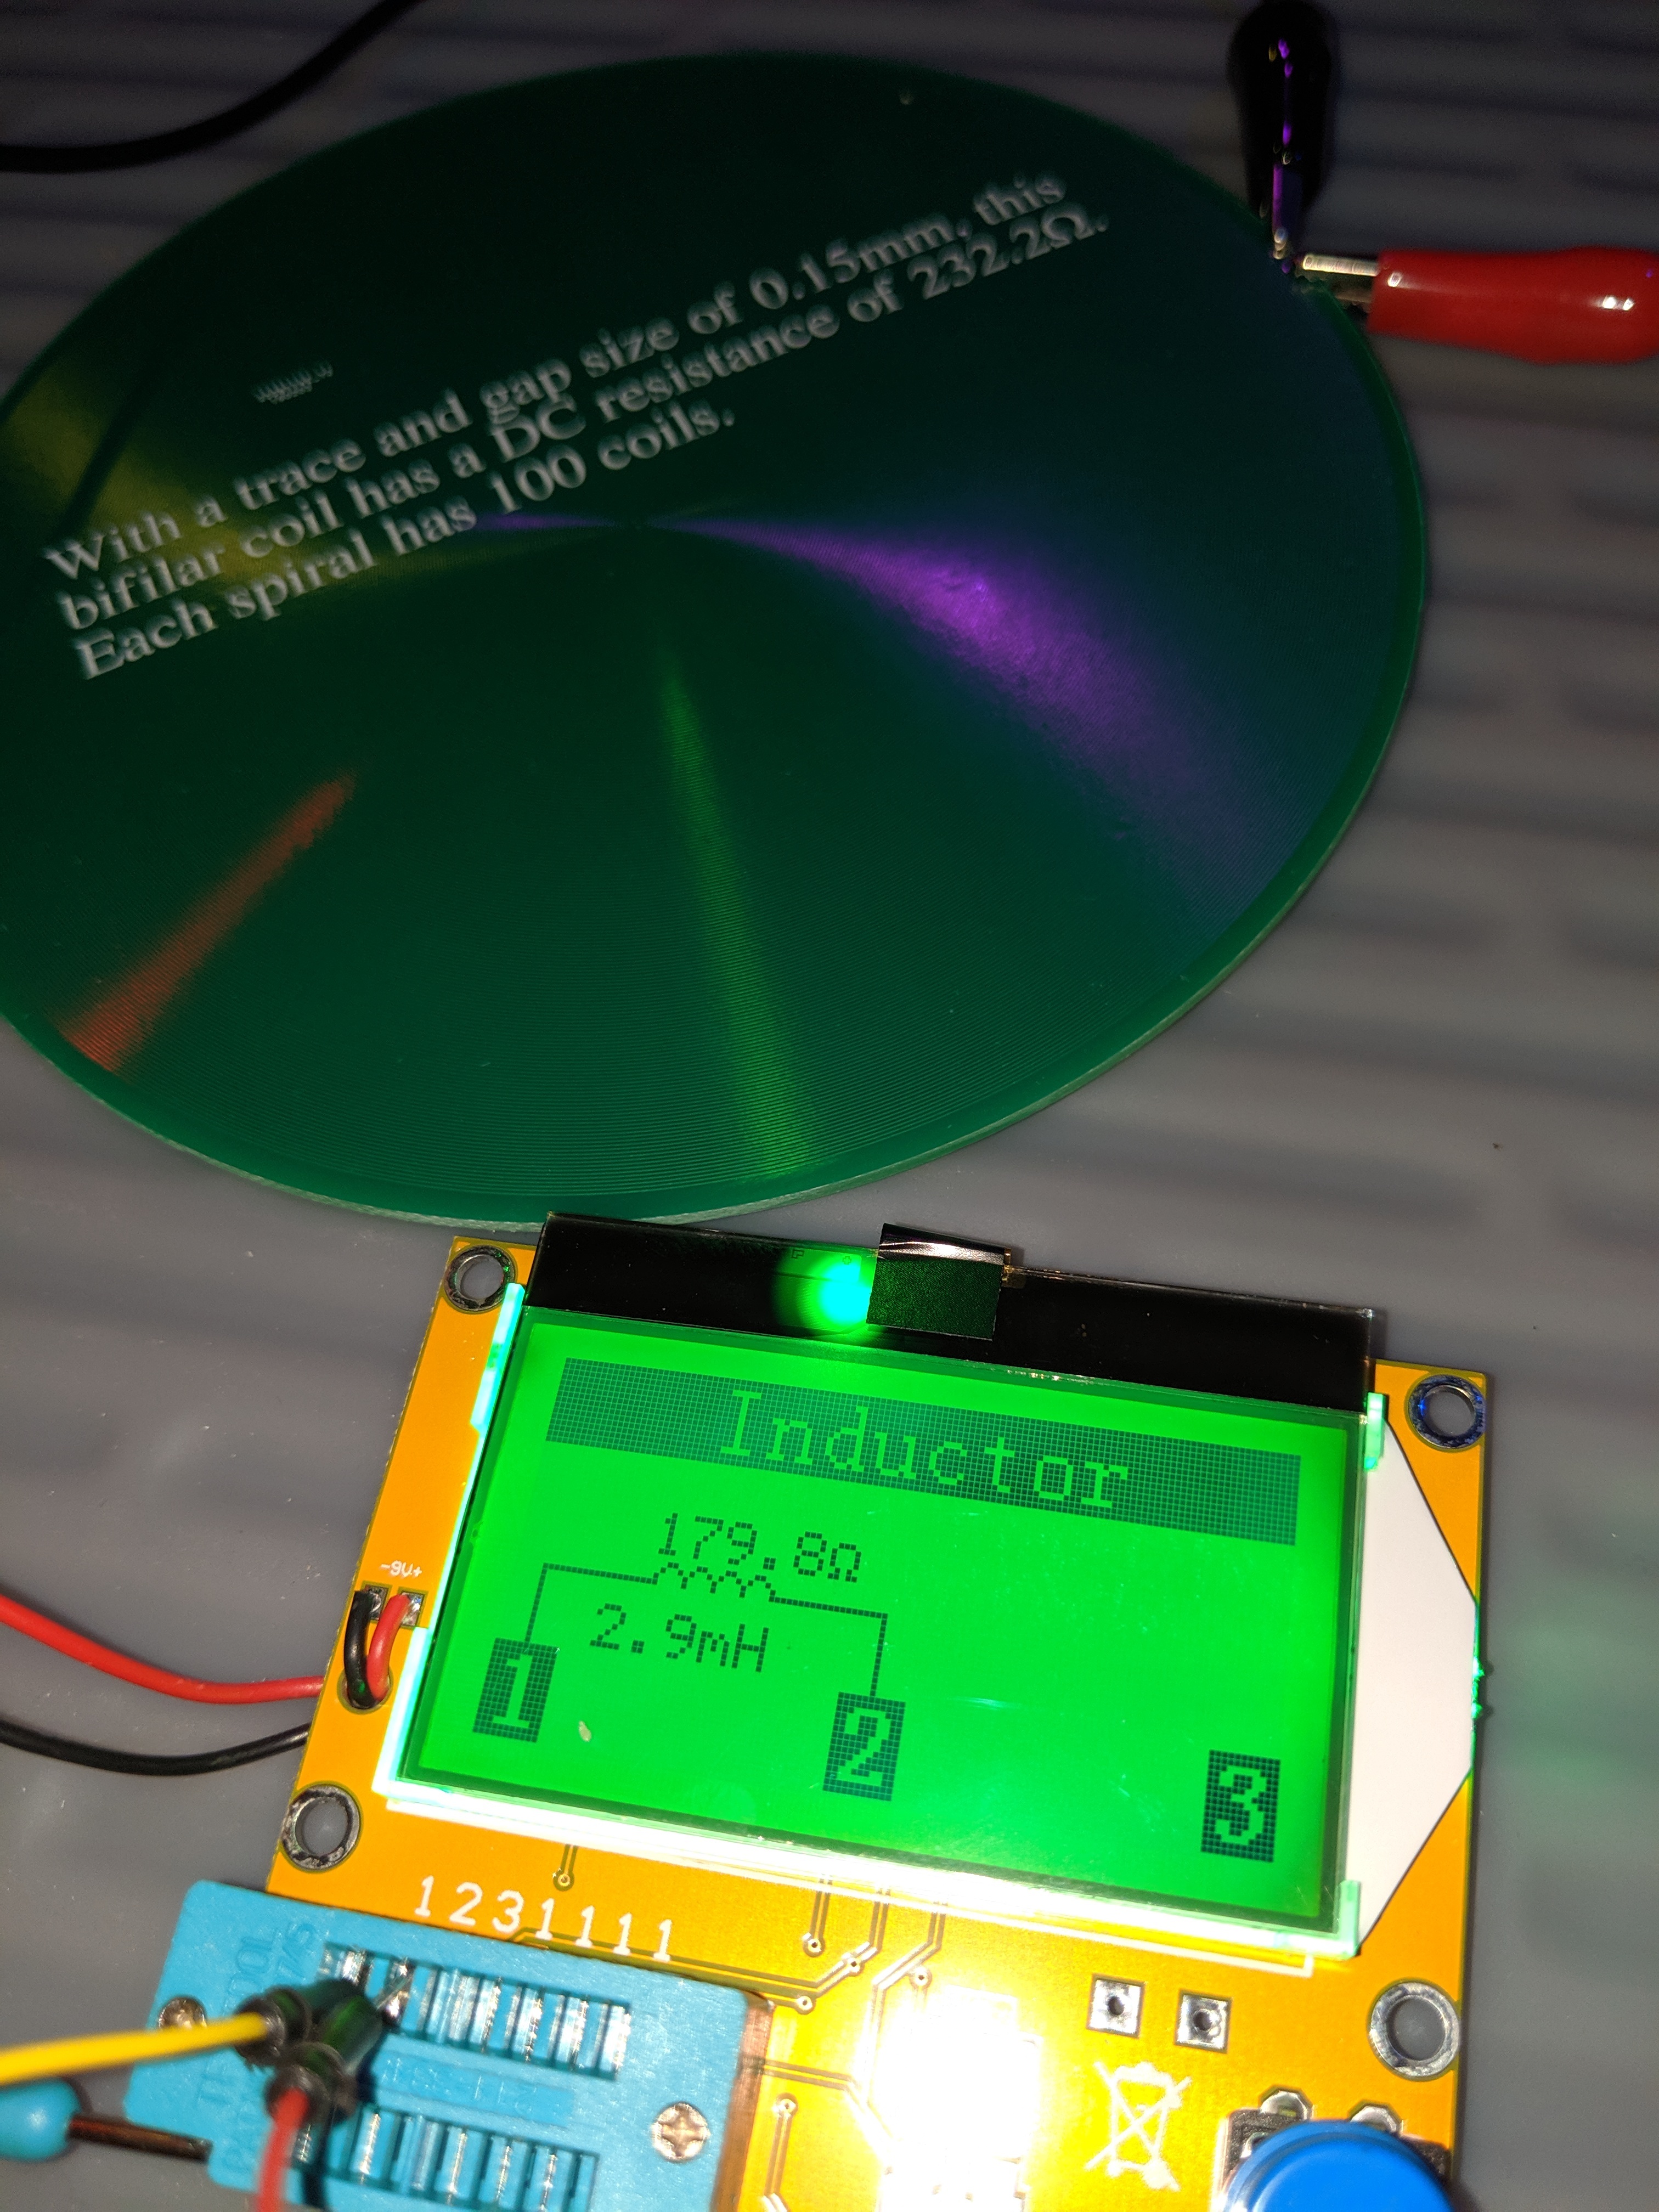 With a trace and gap size of 0.15mm, this
bifilar coil has a DC resistance of 232.2Ω.
Each spiral has 100 coils.
Inductor
179.8Ω
2.9mH
1
2
3
-9V+
1231111